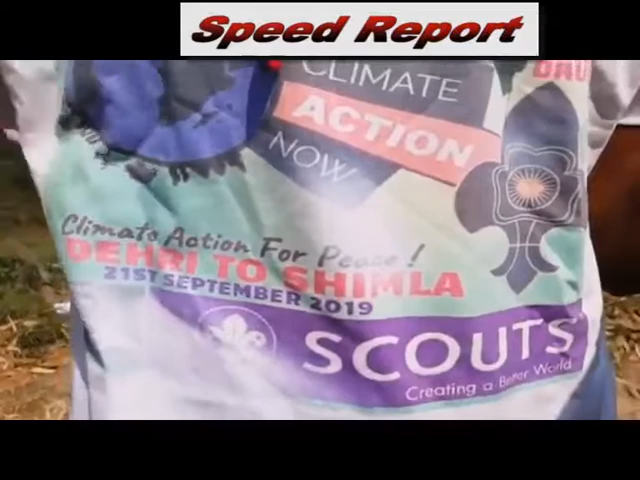 Speed Report
CLIMATE
ACTION
NOW
Climate Action For Peace!
DEHRI TO SHIMLA
21ST SEPTEMBER 2019
SCOUTS
Creating a Better World